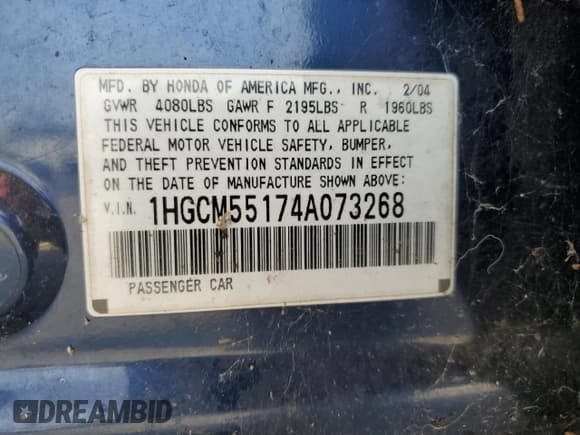 MFD. BY HONDA OF AMERICA MFG., INC. 2/04
GVWR 4080LBS GAWR F 2195LBS R 1960LBS
THIS VEHICLE CONFORMS TO ALL APPLICABLE
FEDERAL MOTOR VEHICLE SAFETY, BUMPER,
AND THEFT PREVENTION STANDARDS IN EFFECT
ON THE DATE OF MANUFACTURE SHOWN ABOVE:
V.I.N. 1HGCM55174A073268
PASSENGER CAR
DREAMBID